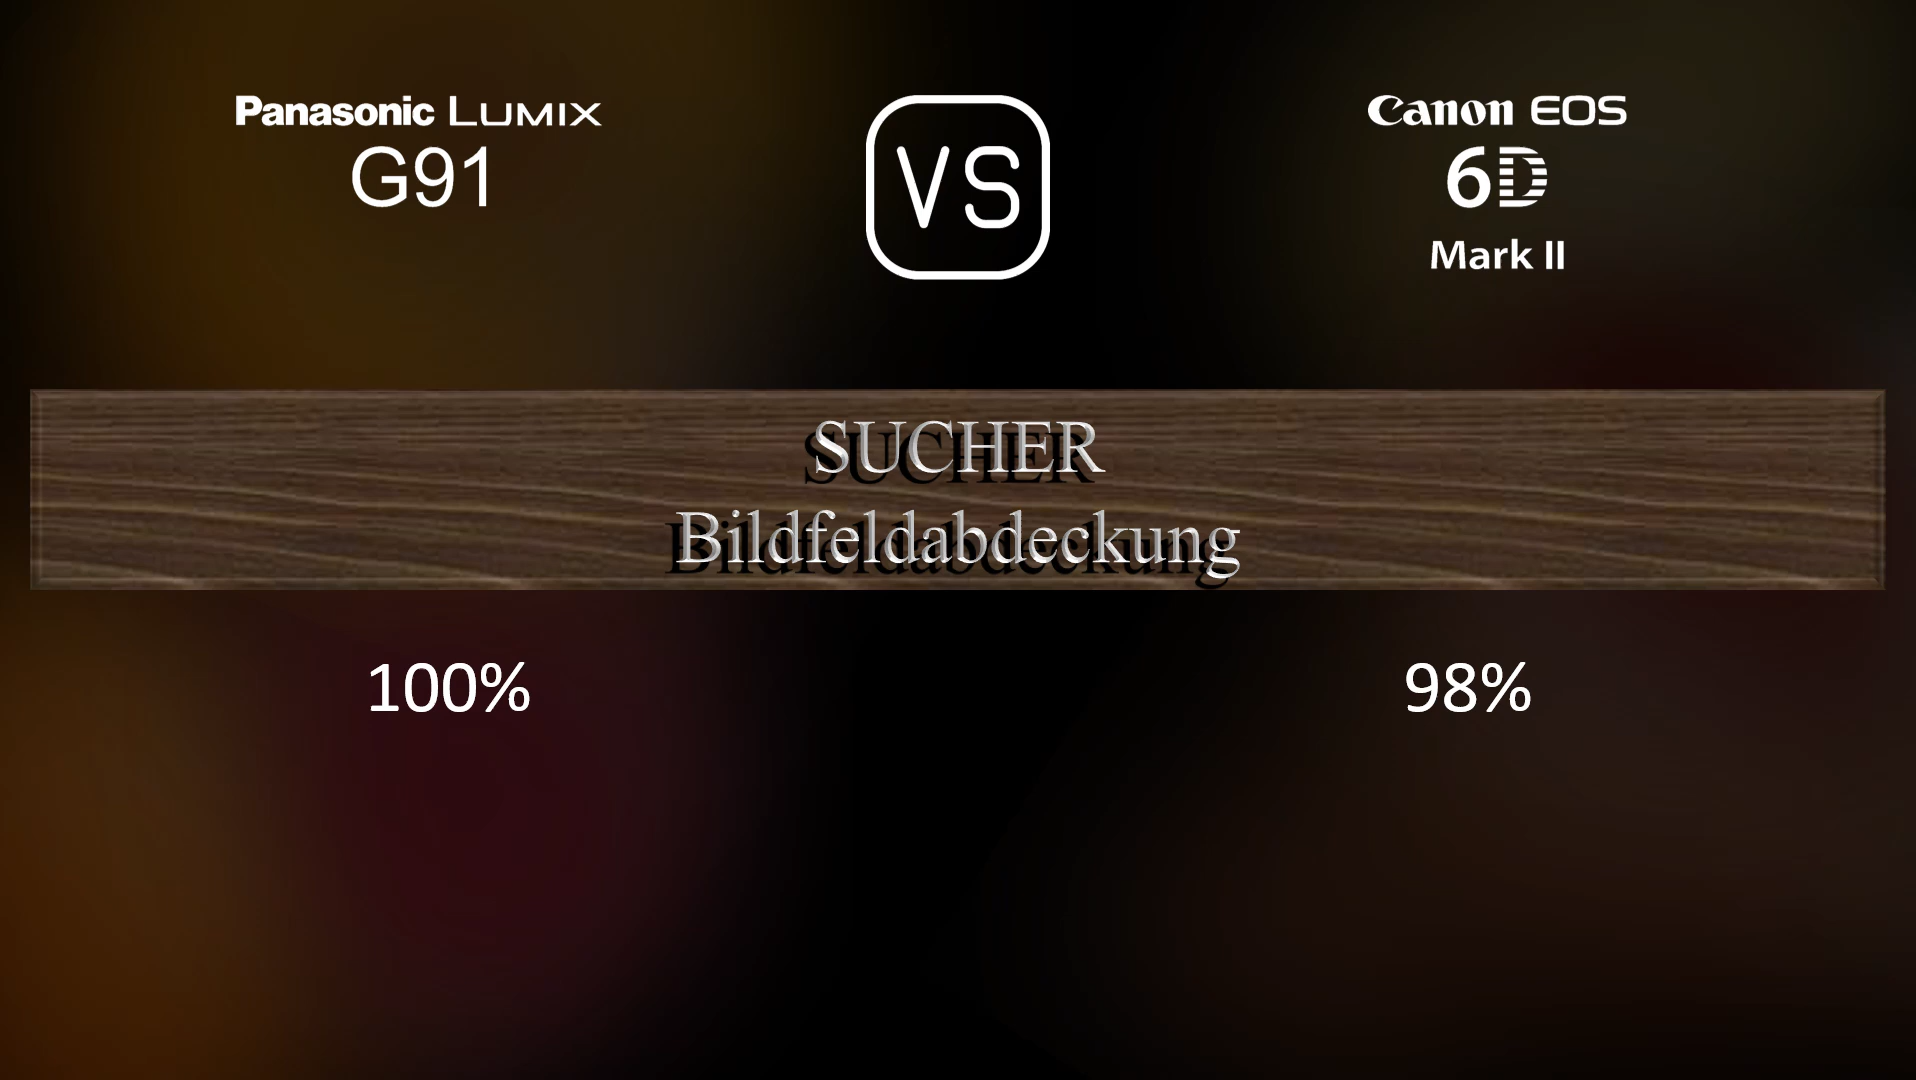 Panasonic LUMIX
G91
VS
Canon EOS
6D
Mark II
SUCHER
Bildfeldabdeckung
100%
98%